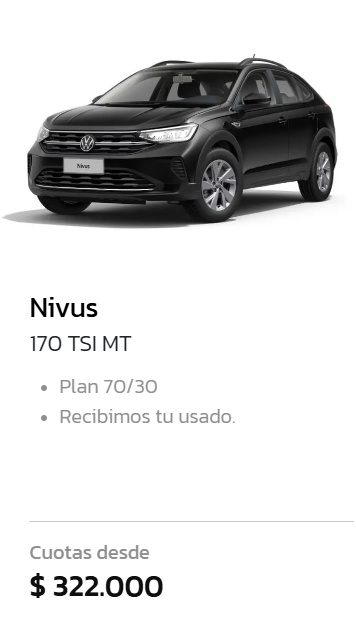 Nivus
Nivus
170 TSI MT
Plan 70/30
Recibimos tu usado.
Cuotas desde
$ 322.000